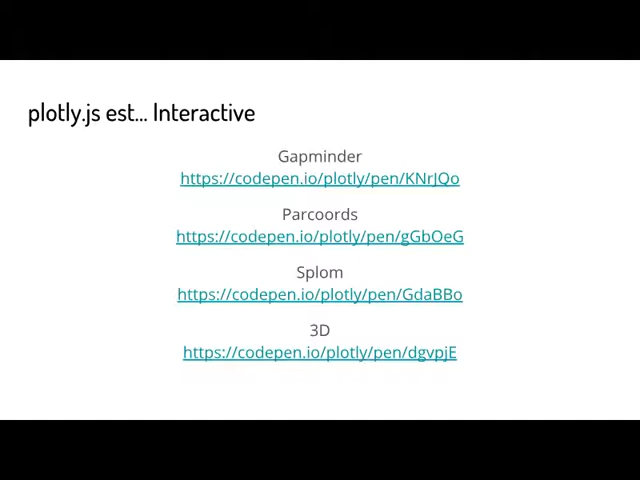 plotly.js est... Interactive
Gapminder
https://codepen.io/plotly/pen/KNrJQo
Parcoords
https://codepen.io/plotly/pen/gGbOeG
Splom
https://codepen.io/plotly/pen/GdaBBo
3D
https://codepen.io/plotly/pen/dgvpjE